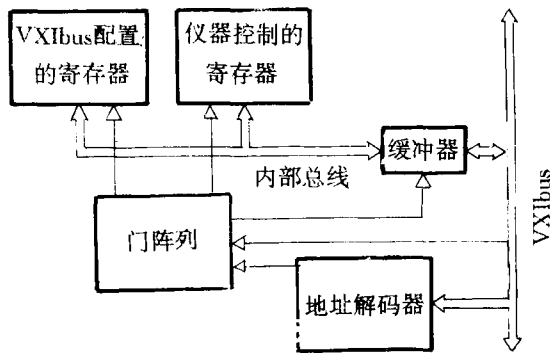 VXIbus配置
的寄存器
仪器控制的
寄存器
缓冲器
内部总线
门阵列
地址解码器
VXIbus